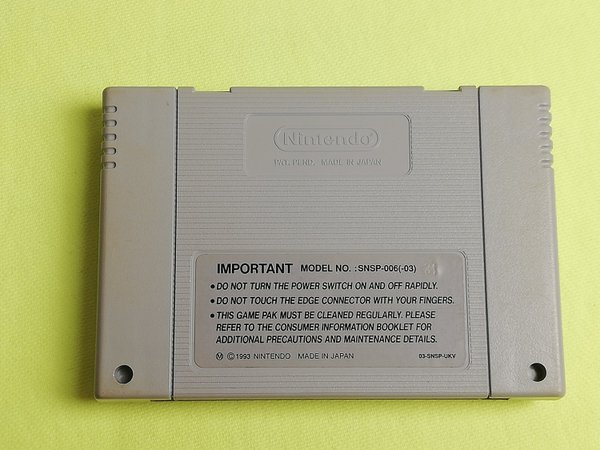 Nintendo
PAT. PEND. MADE IN JAPAN
IMPORTANT MODEL NO. :SNSP-006(-03)
• DO NOT TURN THE POWER SWITCH ON AND OFF RAPIDLY.
• DO NOT TOUCH THE EDGE CONNECTOR WITH YOUR FINGERS.
• THIS GAME PAK MUST BE CLEANED REGULARLY. PLEASE
REFER TO THE CONSUMER INFORMATION BOOKLET FOR
ADDITIONAL PRECAUTIONS AND MAINTENANCE DETAILS.
Ⓜ ©1993 NINTENDO MADE IN JAPAN 03-SNSP-UKV